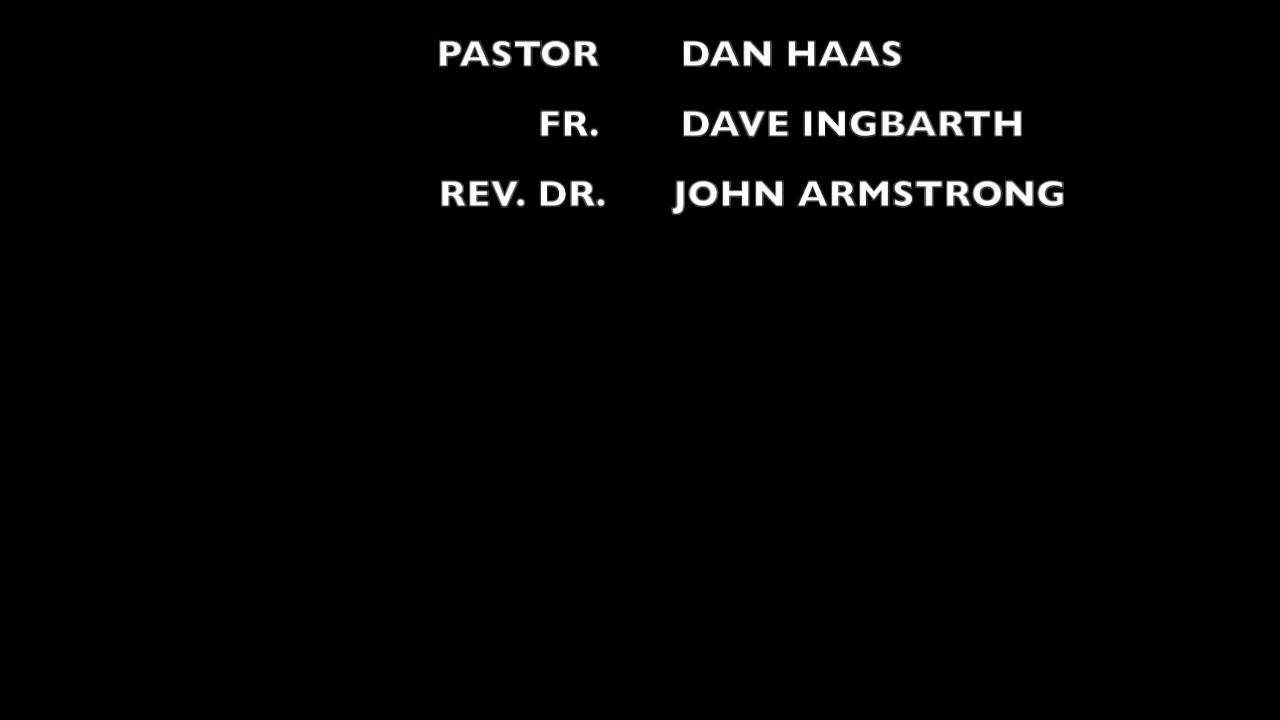 PASTOR DAN HAAS
FR. DAVE INGBARTH
REV. DR. JOHN ARMSTRONG